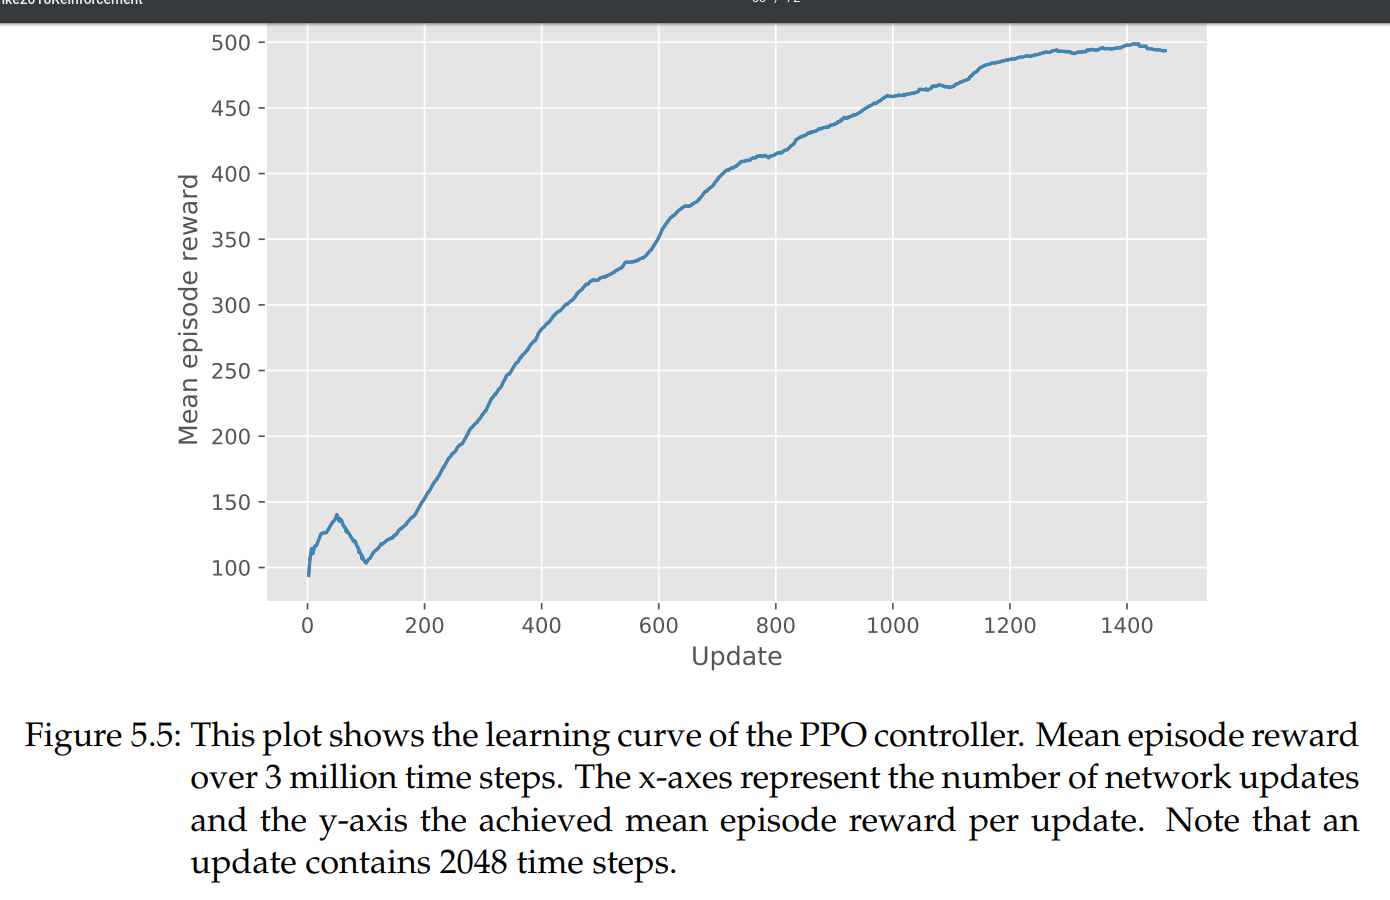 500
450
400
350
300
250
200
150
100
Mean episode reward
0 200 400 600 800 1000 1200 1400
Update
Figure 5.5: This plot shows the learning curve of the PPO controller. Mean episode reward
over 3 million time steps. The x-axes represent the number of network updates
and the y-axis the achieved mean episode reward per update. Note that an
update contains 2048 time steps.